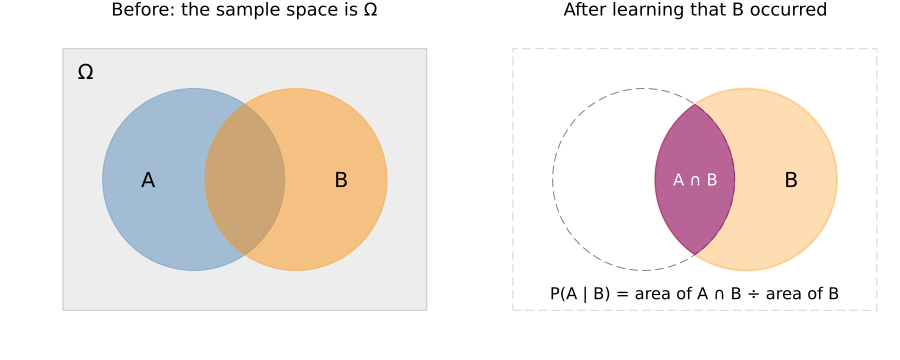 Before: the sample space is Ω
After learning that B occurred
Ω
A
B
A ∩ B
B
P(A | B) = area of A ∩ B ÷ area of B